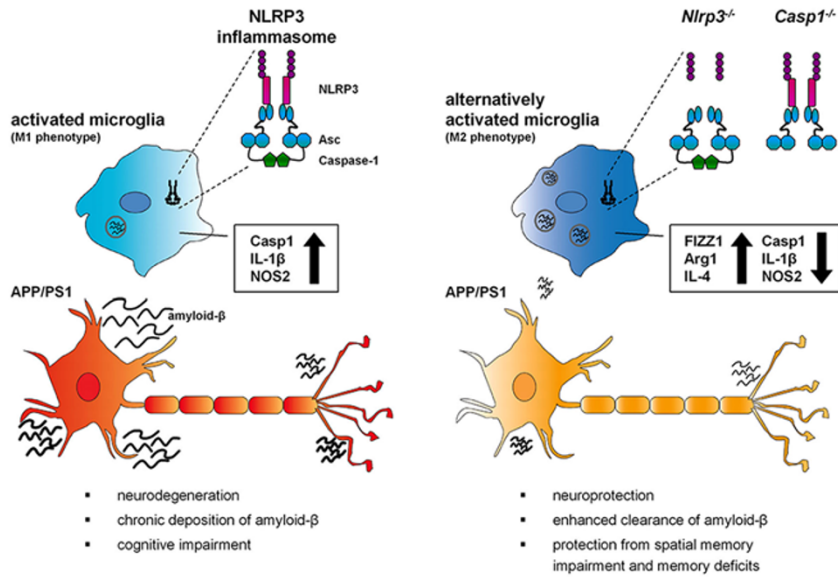 NLRP3
inflammasome
NLRP3
activated microglia
(M1 phenotype)
Asc
Caspase-1
Casp1
IL-1β
NOS2
APP/PS1
amyloid-β
▪ neurodegeneration
▪ chronic deposition of amyloid-β
▪ cognitive impairment
Nlrp3-/- Casp1-/-
alternatively
activated microglia
(M2 phenotype)
FIZZ1 Casp1
Arg1 IL-1β
IL-4 NOS2
APP/PS1
▪ neuroprotection
▪ enhanced clearance of amyloid-β
▪ protection from spatial memory
impairment and memory deficits